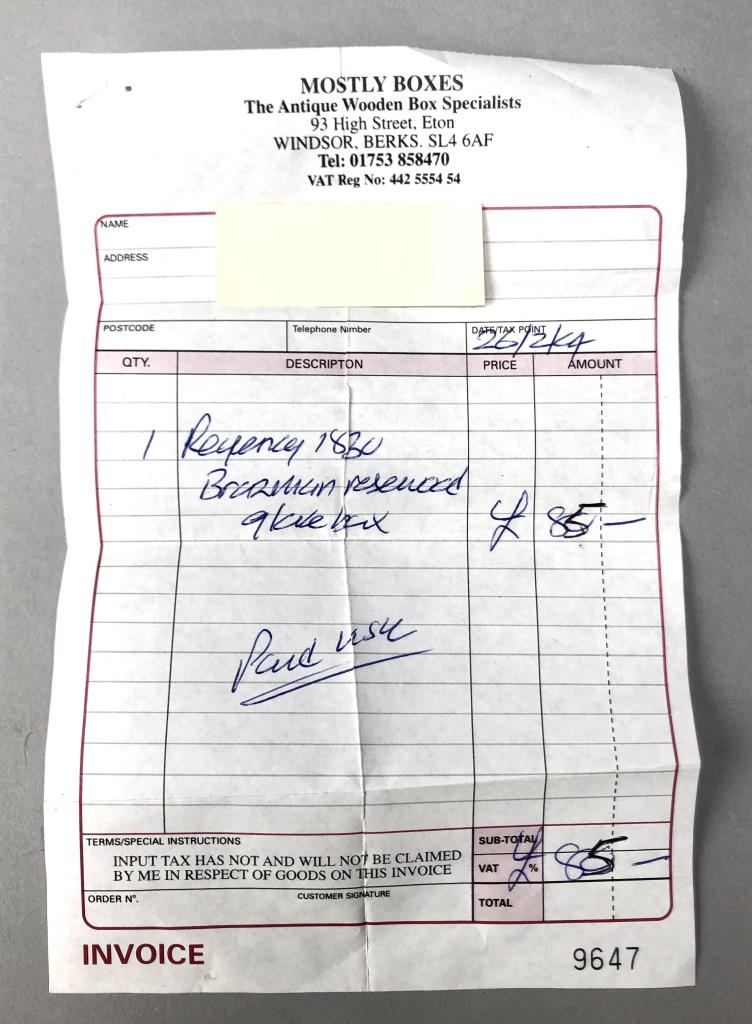 MOSTLY BOXES
The Antique Wooden Box Specialists
93 High Street, Eton
WINDSOR, BERKS. SL4 6AF
Tel: 01753 858470
VAT Reg No: 442 5554 54
NAME
ADDRESS
POSTCODE Telephone Number DATE/TAX POINT
26/2
QTY. DESCRIPTON PRICE AMOUNT
1 Regency 1830
Brazilian rosewood
glove box £ 85 —
Paid
TERMS/SPECIAL INSTRUCTIONS SUB-TOTAL
INPUT TAX HAS NOT AND WILL NOT BE CLAIMED
BY ME IN RESPECT OF GOODS ON THIS INVOICE VAT % £ 85 —
ORDER Nº. CUSTOMER SIGNATURE TOTAL
INVOICE 9647